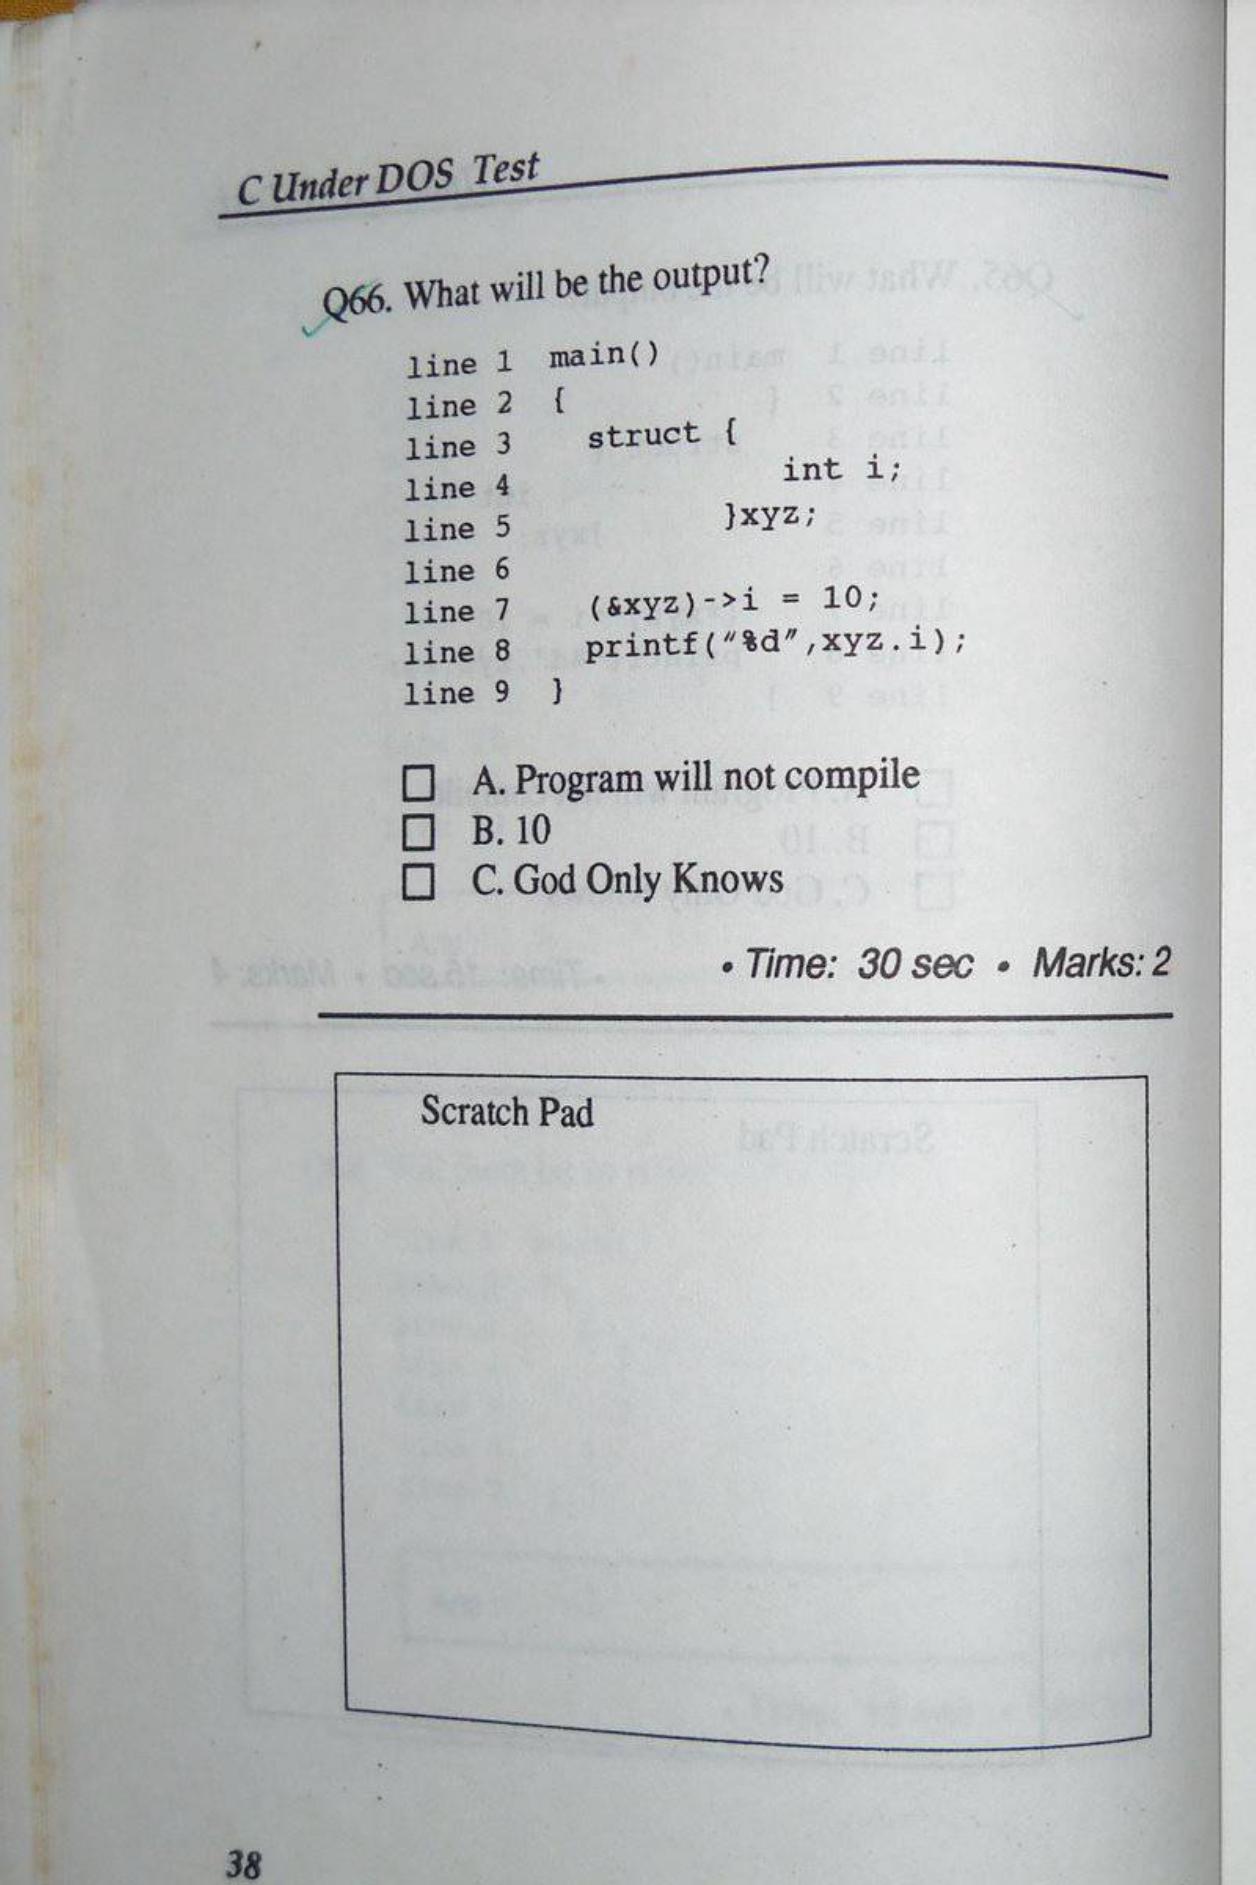 C Under DOS Test
Q66. What will be the output?
line 1 main()
line 2 {
line 3 struct {
line 4 int i;
line 5 }xyz;
line 6
line 7 (&xyz)->i = 10;
line 8 printf(“%d”,xyz.i);
line 9 }
A. Program will not compile
B. 10
C. God Only Knows
• Time: 30 sec • Marks: 2
Scratch Pad
38